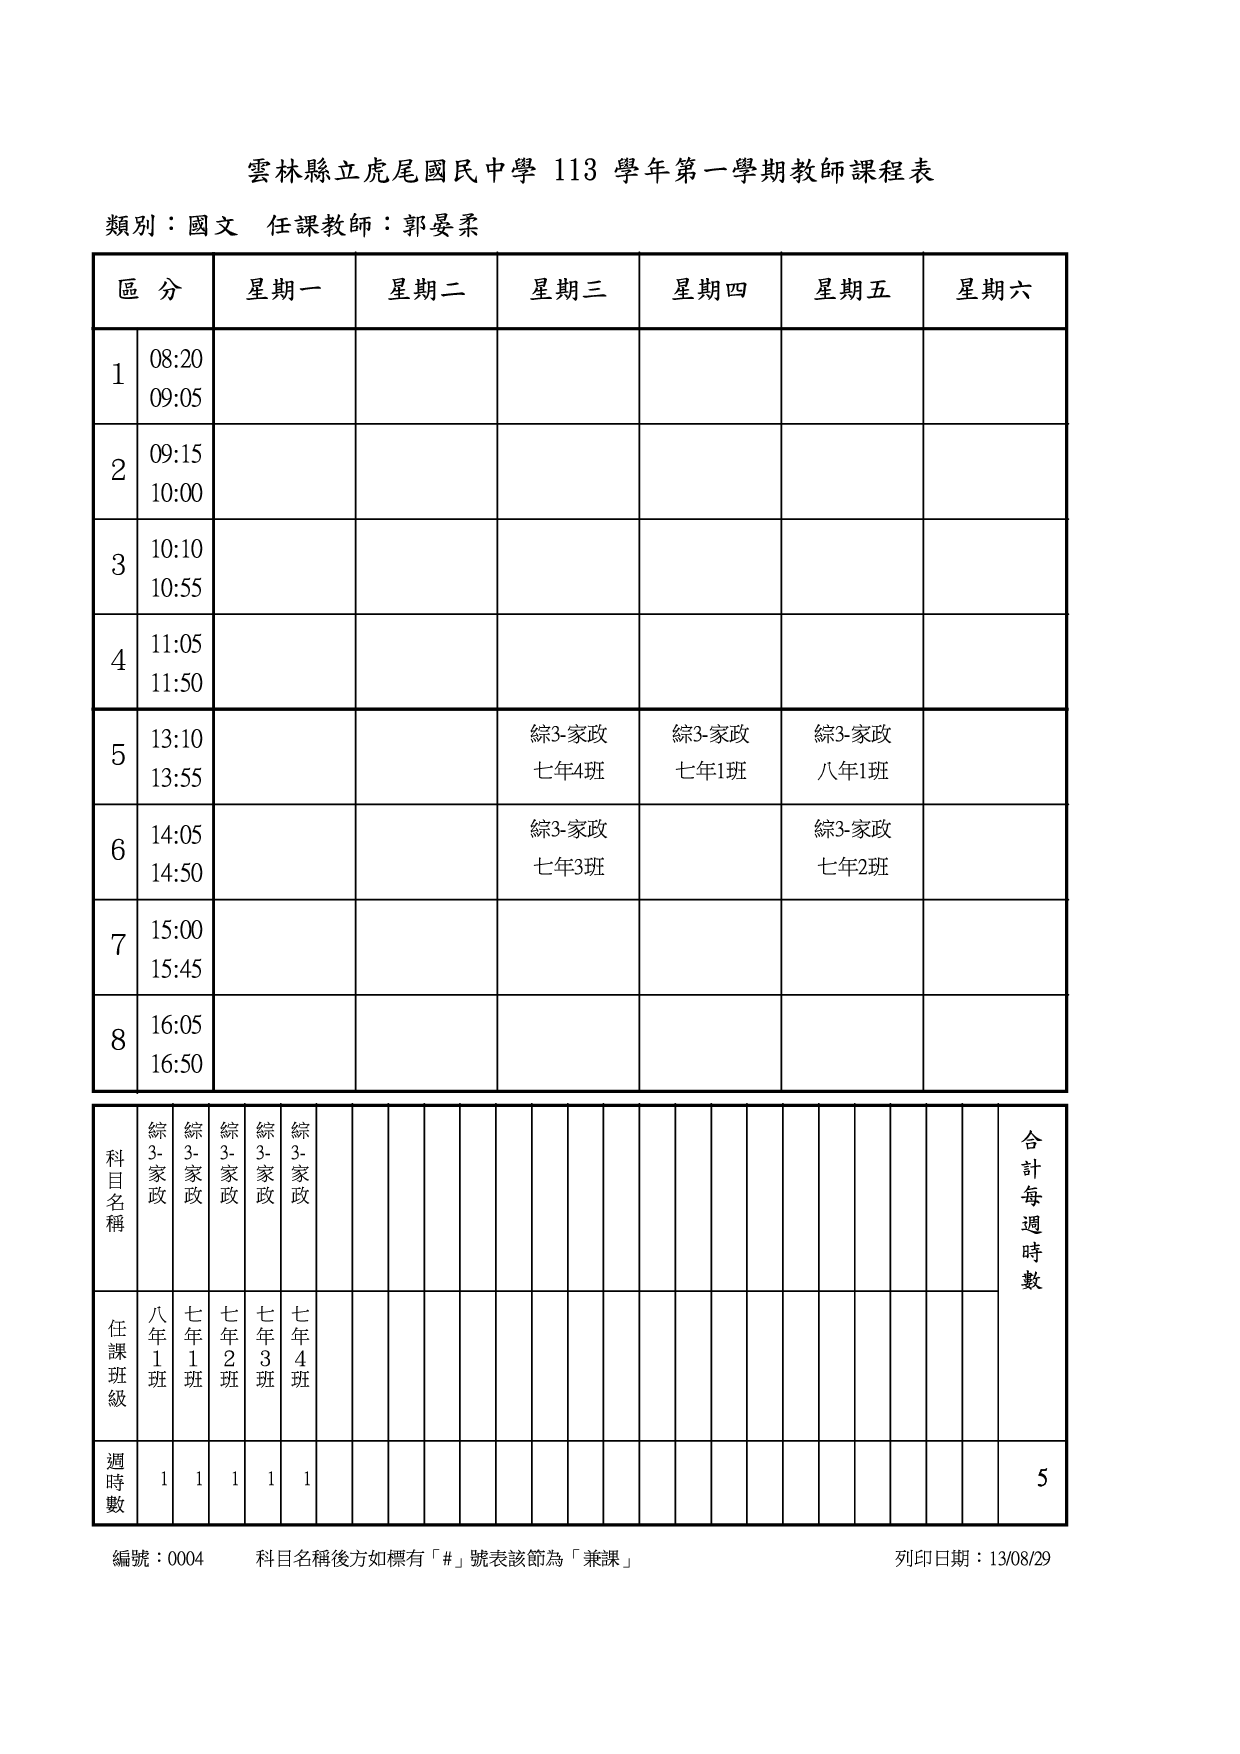 雲林縣立虎尾國民中學 113 學年第一學期教師課程表
類別：國文　任課教師：郭晏柔
區 分 星期一 星期二 星期三 星期四 星期五 星期六
1 08:20 09:05
2 09:15 10:00
3 10:10 10:55
4 11:05 11:50
5 13:10 13:55 綜3-家政 七年4班 綜3-家政 七年1班 綜3-家政 八年1班
6 14:05 14:50 綜3-家政 七年3班 綜3-家政 七年2班
7 15:00 15:45
8 16:05 16:50
科目名稱 綜3-家政 綜3-家政 綜3-家政 綜3-家政 綜3-家政 合計每週時數
任課班級 八年1班 七年1班 七年2班 七年3班 七年4班
週時數 1 1 1 1 1 5
編號：0004 科目名稱後方如標有「#」號表該節為「兼課」 列印日期：13/08/29